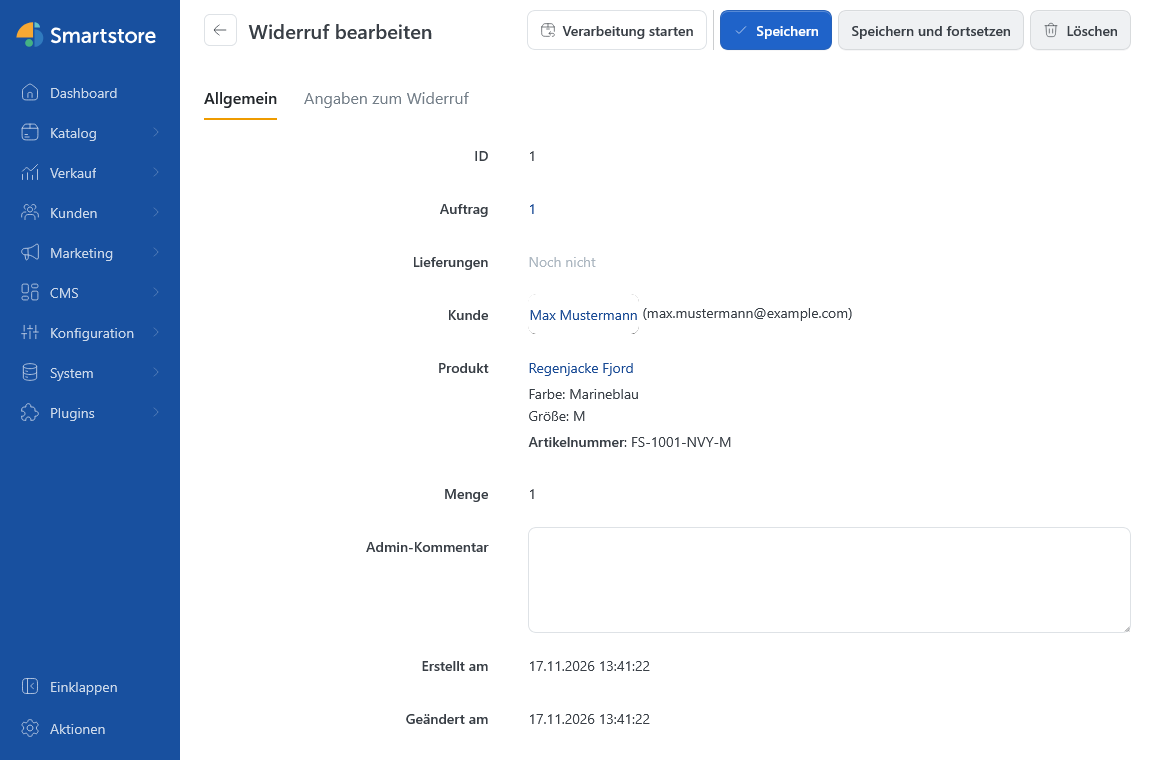 Smartstore
Dashboard
Katalog
Verkauf
Kunden
Marketing
CMS
Konfiguration
System
Plugins
Einklappen
Aktionen
Widerruf bearbeiten
Verarbeitung starten
Speichern
Speichern und fortsetzen
Löschen
Allgemein
Angaben zum Widerruf
ID 1
Auftrag 1
Lieferungen Noch nicht
Kunde Max Mustermann (max.mustermann@example.com)
Produkt Regenjacke Fjord
Farbe: Marineblau
Größe: M
Artikelnummer: FS-1001-NVY-M
Menge 1
Admin-Kommentar
Erstellt am 17.11.2026 13:41:22
Geändert am 17.11.2026 13:41:22